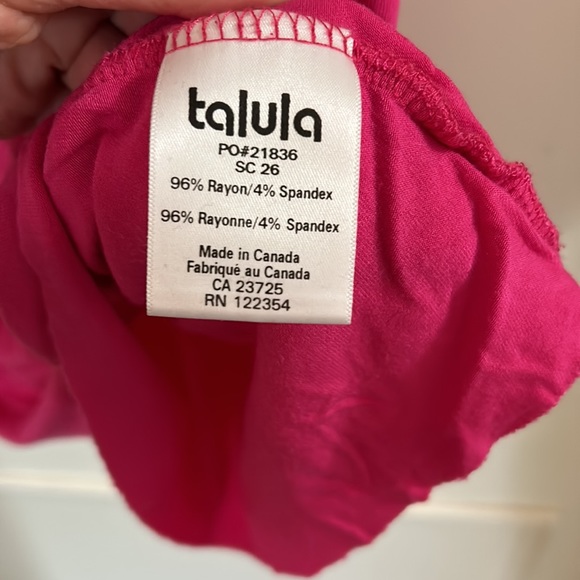 talula
PO#21836
SC 26
96% Rayon/4% Spandex
96% Rayonne/4% Spandex
Made in Canada
Fabriqué au Canada
CA 23725
RN 122354